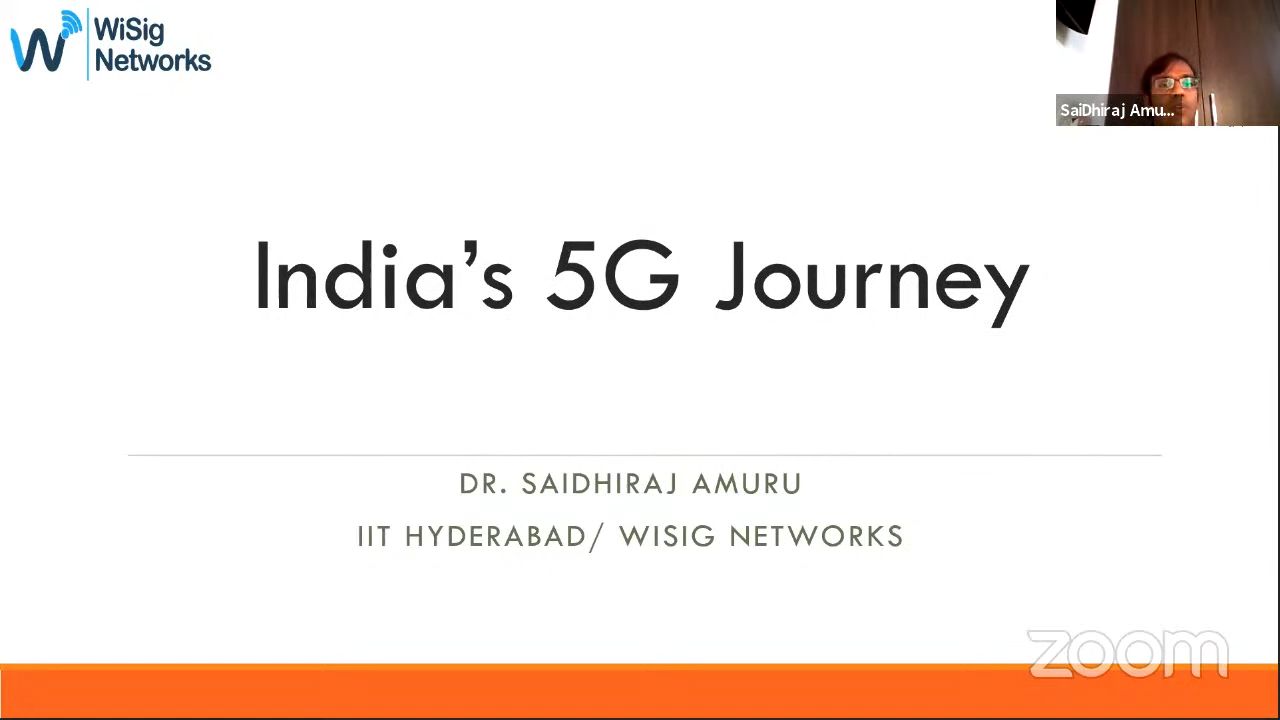 WiSig
Networks
SaiDhiraj Amu...
India’s 5G Journey
DR. SAIDHIRAJ AMURU
IIT HYDERABAD/ WISIG NETWORKS
zoom